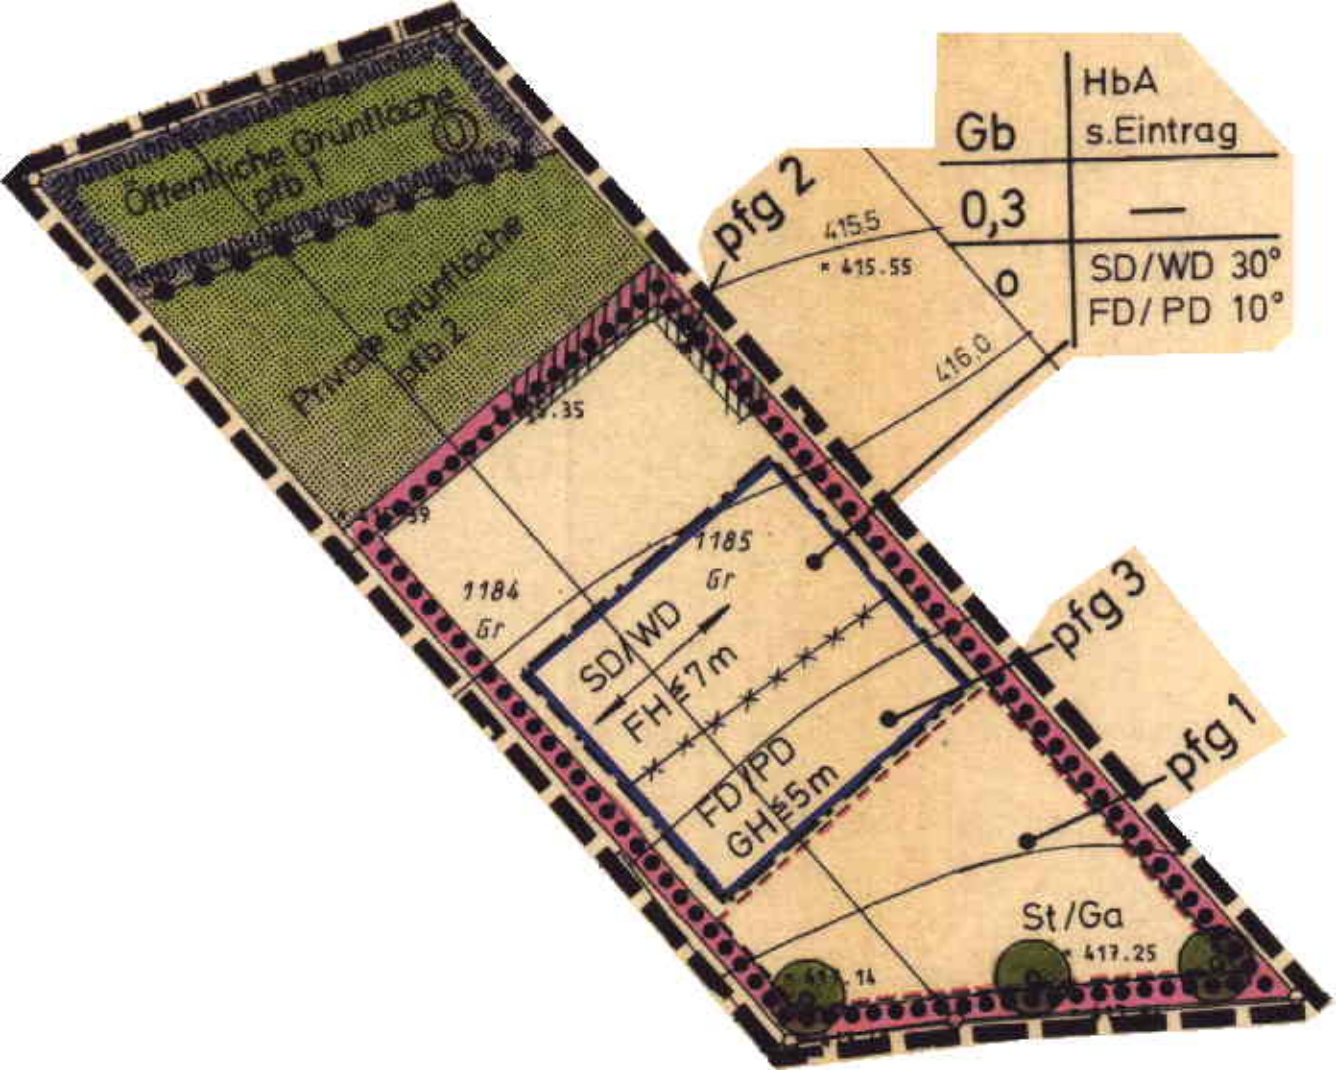 Öffentliche Grünfläche
pfb 1
1
Private Grünfläche
pfb 2
pfg 2
415.5
415.55
416.0
Gb
HbA
s.Eintrag
0,3
—
o
SD/WD 30°
FD/PD 10°
.35
1185
Gr
1184
Gr
SD/WD
FH≦7m
FD/PD
GH≦5m
pfg 3
pfg 1
St/Ga
417.25